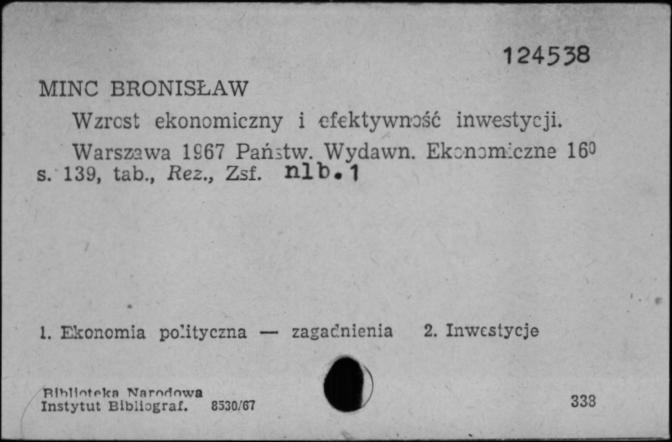 124538
MINC BRONISŁAW
Wzrost ekonomiczny i efektywność inwestycji.
Warszawa 1967 Państw. Wydawn. Ekonomiczne 16⁰
s. 139, tab., Rez., Zsf. nlb. 1
1. Ekonomia polityczna — zagadnienia 2. Inwestycje
Biblioteka Narodowa
Instytut Bibliograf. 8530/67
338